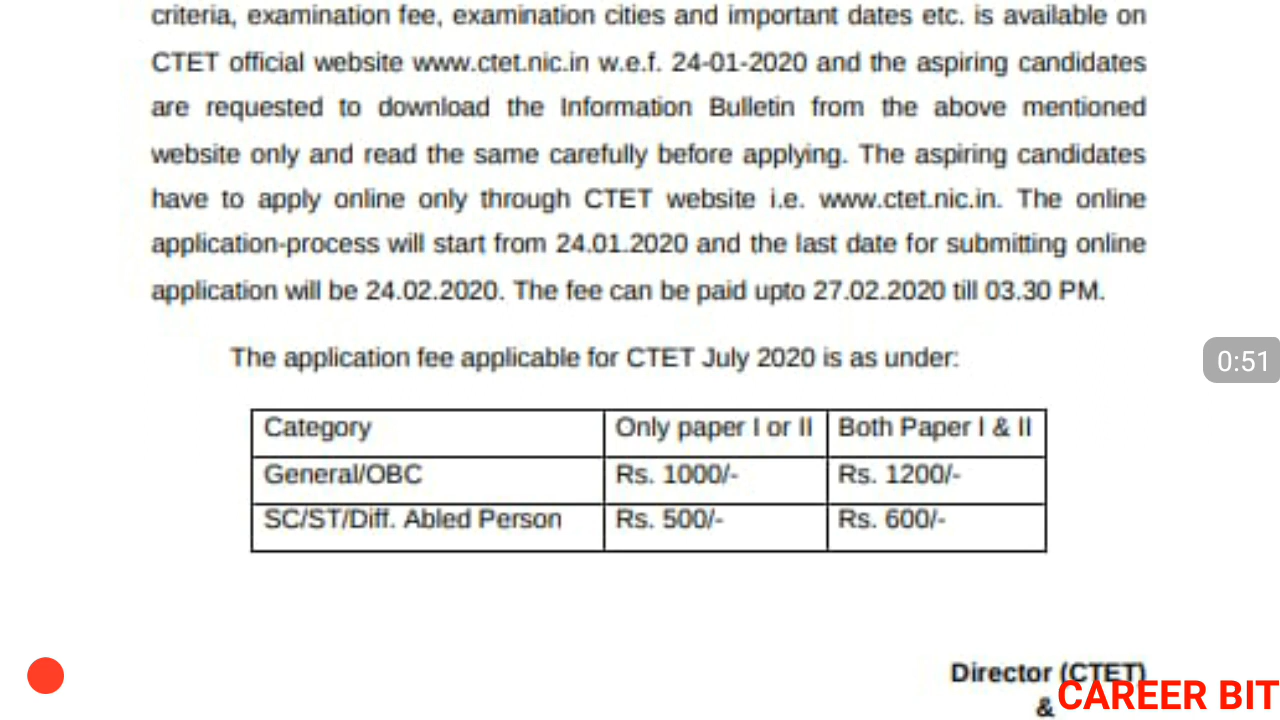 criteria, examination fee, examination cities and important dates etc. is available on
CTET official website www.ctet.nic.in w.e.f. 24-01-2020 and the aspiring candidates
are requested to download the Information Bulletin from the above mentioned
website only and read the same carefully before applying. The aspiring candidates
have to apply online only through CTET website i.e. www.ctet.nic.in. The online
application-process will start from 24.01.2020 and the last date for submitting online
application will be 24.02.2020. The fee can be paid upto 27.02.2020 till 03.30 PM.
The application fee applicable for CTET July 2020 is as under:
0:51
Category Only paper I or II Both Paper I & II
General/OBC Rs. 1000/- Rs. 1200/-
SC/ST/Diff. Abled Person Rs. 500/- Rs. 600/-
Director (CTET)
&
CAREER BIT